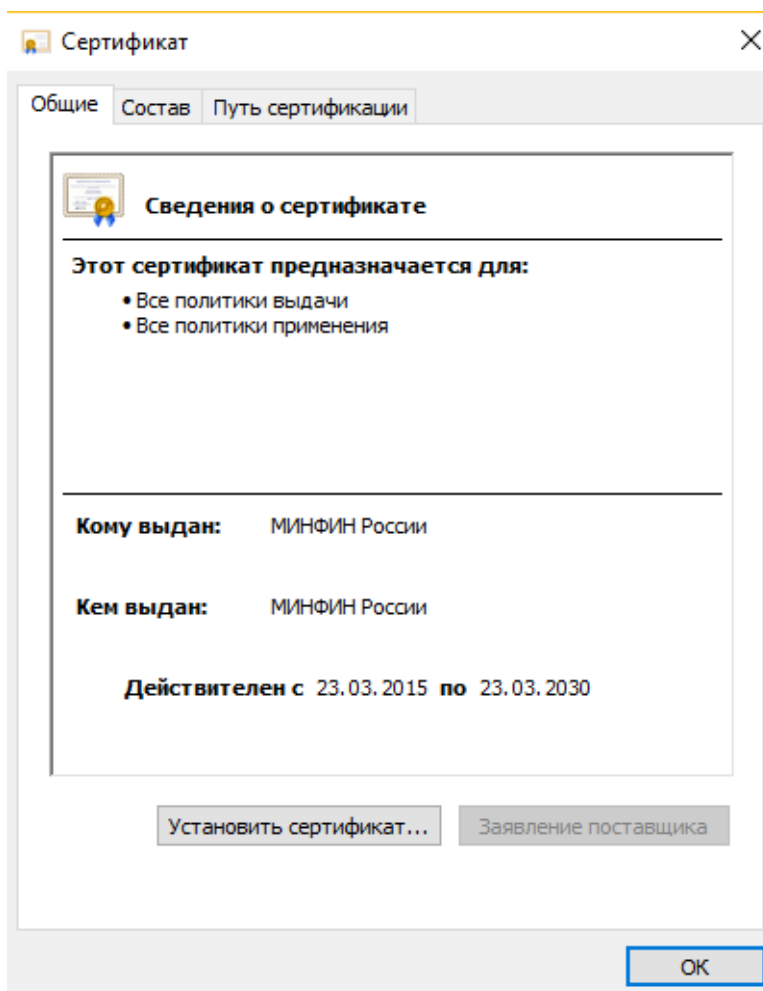 Сертификат
Общие Состав Путь сертификации
Сведения о сертификате
Этот сертификат предназначается для:
• Все политики выдачи
• Все политики применения
Кому выдан: МИНФИН России
Кем выдан: МИНФИН России
Действителен с 23.03.2015 по 23.03.2030
Установить сертификат... Заявление поставщика
ОК